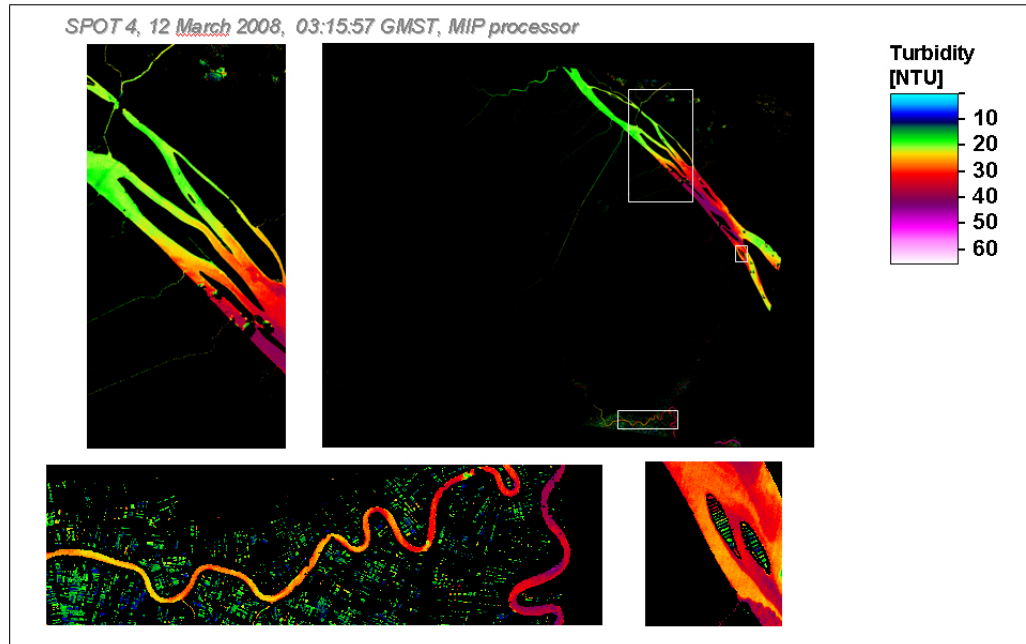 SPOT 4, 12 March 2008, 03:15:57 GMST, MIP processor
Turbidity
[NTU]
10
20
30
40
50
60